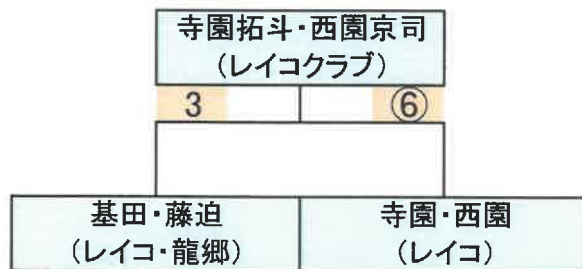 寺園拓斗・西園京司
(レイコクラブ)
3 ⑥
基田・藤迫 寺園・西園
(レイコ・龍郷) (レイコ)